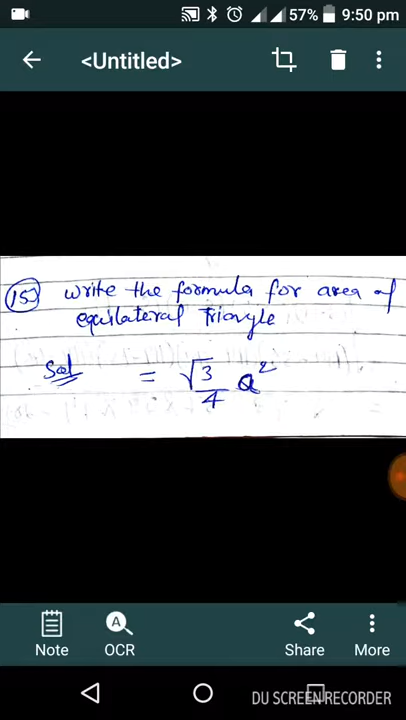 57% 9:50 pm
<Untitled>
15) write the formula for area of
equilateral Triangle
Sol = √3/4 a²
Note OCR Share More
DU SCREEN RECORDER